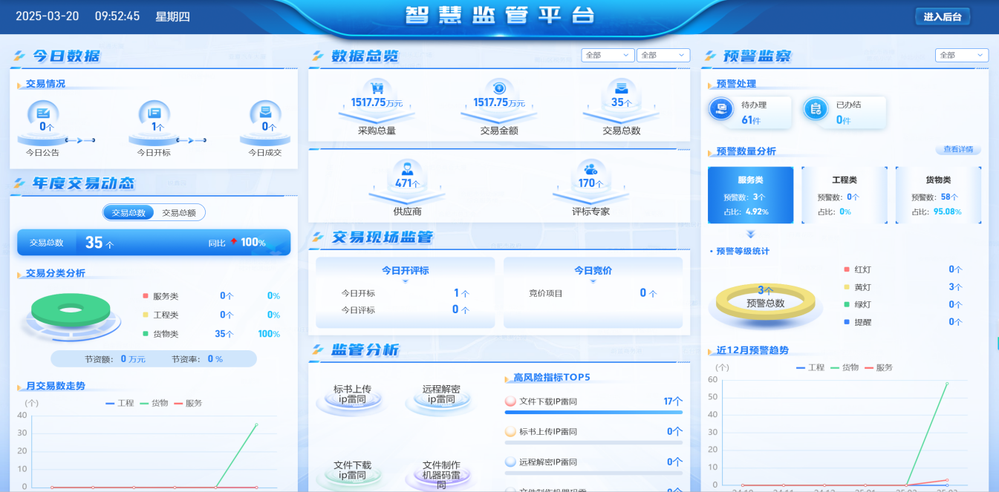 2025-03-20 09:52:45 星期四
智慧监管平台
进入后台
今日数据
交易情况
0个
今日公告
1个
今日开标
0个
今日成交
年度交易动态
交易总数
交易总额
交易总数 35 个 同比 100%
交易分类分析
服务类 0个 0%
工程类 0个 0%
货物类 35个 100%
节资额: 0 万元 节资率: 0 %
月交易数走势
(个)
工程 货物 服务
40
30
20
10
0
数据总览
全部
全部
1517.75万元
采购总量
1517.75万元
交易金额
35个
交易总数
471个
供应商
170个
评标专家
交易现场监管
今日开评标
今日开标 1 个
今日评标 0 个
今日竞价
竞价项目 0 个
监管分析
标书上传
ip雷同
远程解密
ip雷同
文件下载
ip雷同
文件制作
机器码雷
同
高风险指标TOP5
文件下载IP雷同 17个
标书上传IP雷同 0个
远程解密IP雷同 0个
文件制作机器码雷 0个
预警监察
全部
预警处理
待办理
61件
已办结
0件
预警数量分析
查看详情
服务类
预警数: 3个
占比: 4.92%
工程类
预警数: 0个
占比: 0%
货物类
预警数: 58个
占比: 95.08%
预警等级统计
3个
预警总数
红灯 0个
黄灯 3个
绿灯 0个
提醒 0个
近12月预警趋势
(个)
工程 货物 服务
60
50
40
30
20
10
0
24-10 24-11 24-12 25-01 25-02 25-03